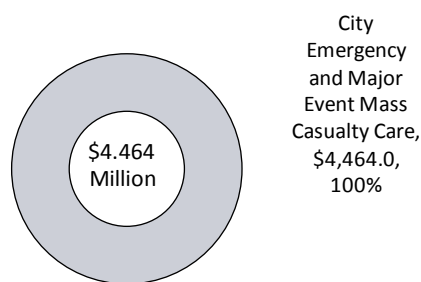 City
Emergency
and Major
Event Mass
Casualty Care,
$4,464.0,
100%
$4.464
Million